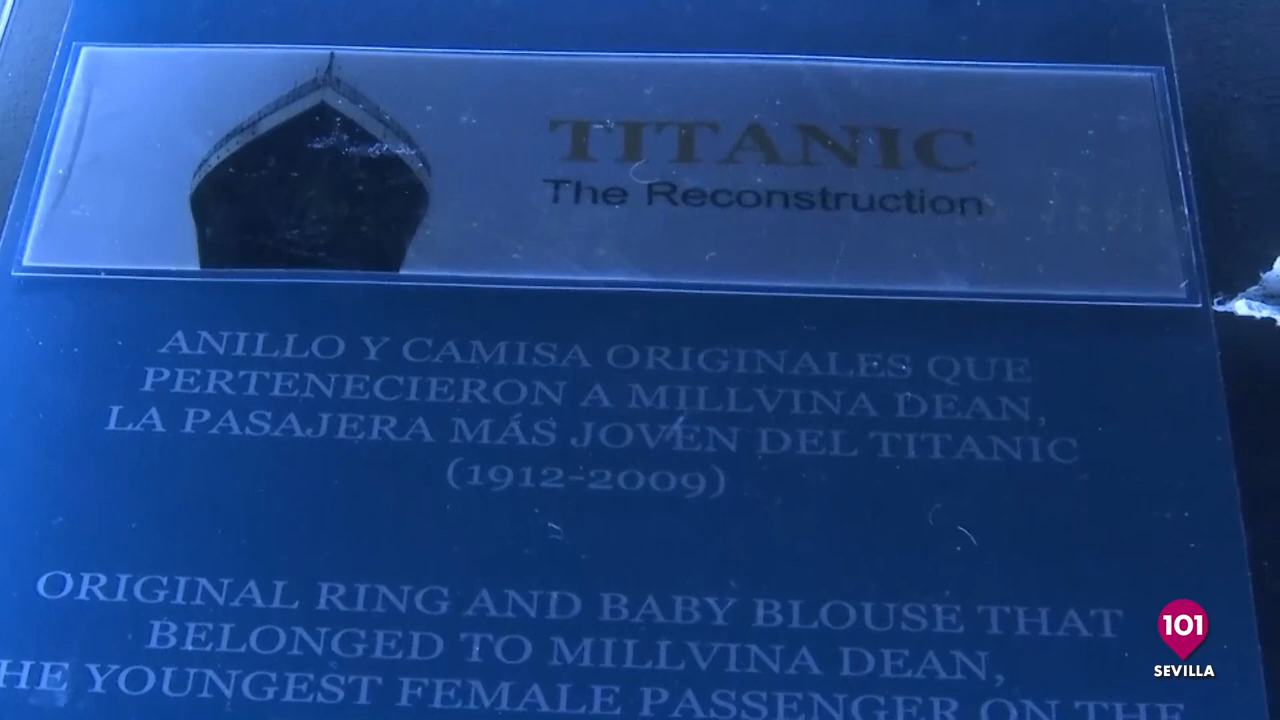 TITANIC
The Reconstruction
ANILLO Y CAMISA ORIGINALES QUE
PERTENECIERON A MILLVINA DEAN,
LA PASAJERA MÁS JOVEN DEL TITANIC
(1912-2009)
ORIGINAL RING AND BABY BLOUSE THAT
BELONGED TO MILLVINA DEAN,
HE YOUNGEST FEMALE PASSENGER ON THE
101
SEVILLA